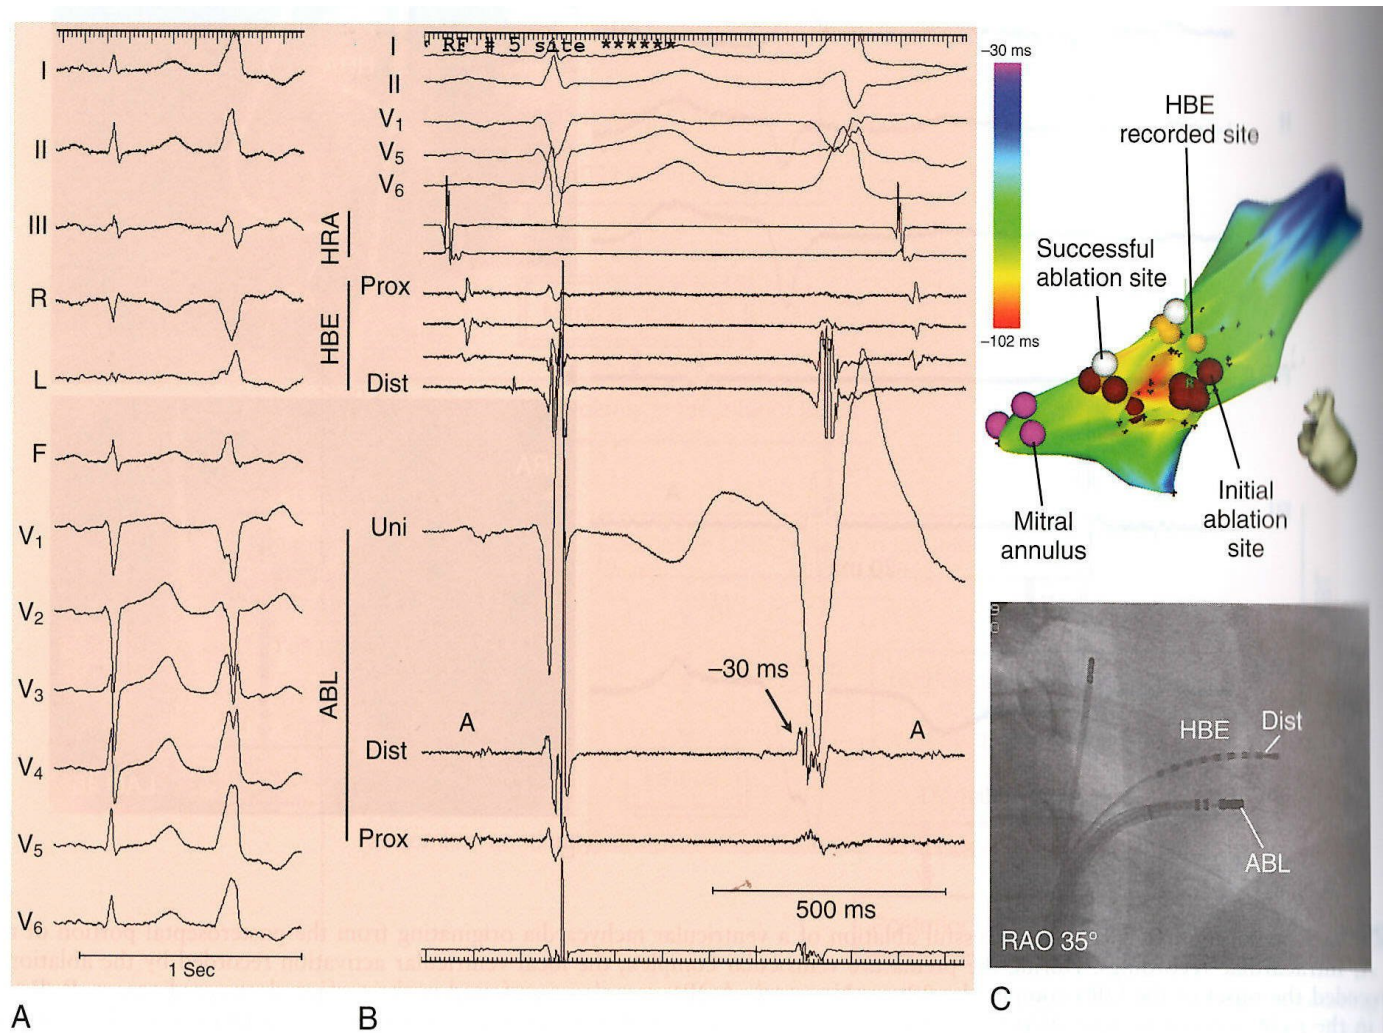 I
II
III
R
L
F
V1
V2
V3
V4
V5
V6
1 Sec
A
RF # 5 site ******
I
II
V1
V5
V6
HRA
Prox
HBE
Dist
Uni
ABL
–30 ms
A
A
Dist
Prox
500 ms
B
–30 ms
–102 ms
HBE
recorded site
Successful
ablation site
Mitral
annulus
Initial
ablation
site
HBE
Dist
ABL
RAO 35°
C